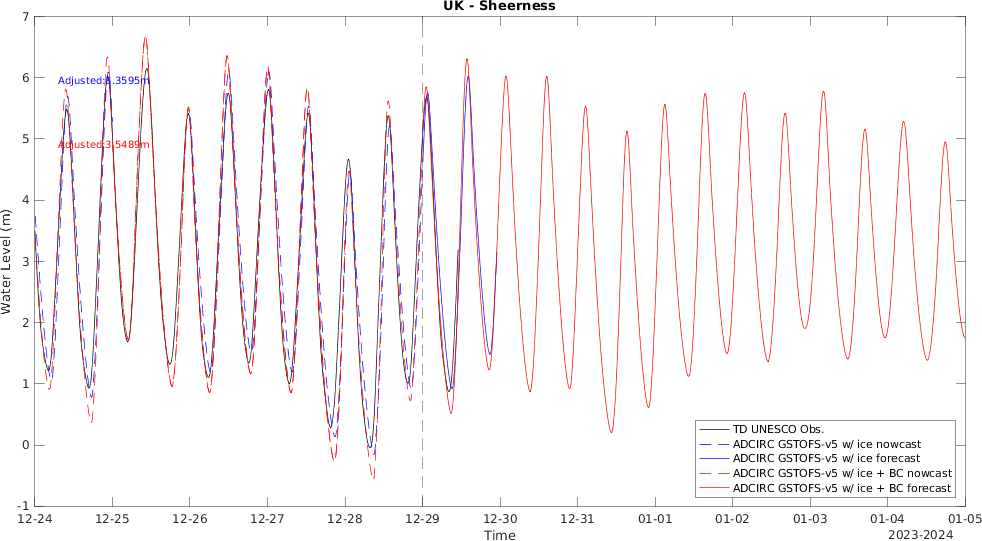 UK - Sheerness
7
6
5
4
3
2
1
0
-1
Water Level (m)
Adjusted:3.3595m
Adjusted:3.5489m
TD UNESCO Obs.
ADCIRC GSTOFS-v5 w/ ice nowcast
ADCIRC GSTOFS-v5 w/ ice forecast
ADCIRC GSTOFS-v5 w/ ice + BC nowcast
ADCIRC GSTOFS-v5 w/ ice + BC forecast
12-24 12-25 12-26 12-27 12-28 12-29 12-30 12-31 01-01 01-02 01-03 01-04 01-05
Time
2023-2024